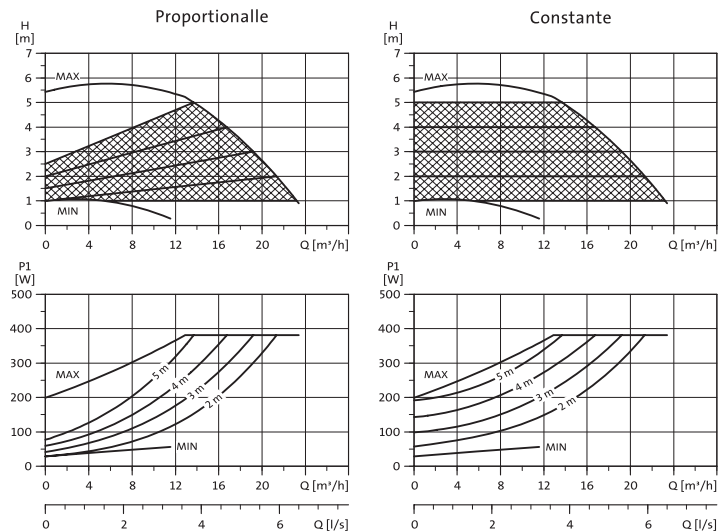 Proportionalle
Constante
H
[m]
7
6
5
4
3
2
1
0
MAX
MIN
0 4 8 12 16 20 Q [m³/h]
H
[m]
7
6
5
4
3
2
1
0
MAX
MIN
0 4 8 12 16 20 Q [m³/h]
P1
[W]
500
400
300
200
100
0
MAX
5 m
4 m
3 m
2 m
MIN
0 4 8 12 16 20 Q [m³/h]
0 2 4 6 Q [l/s]
P1
[W]
500
400
300
200
100
0
MAX
5 m
4 m
3 m
2 m
MIN
0 4 8 12 16 20 Q [m³/h]
0 2 4 6 Q [l/s]